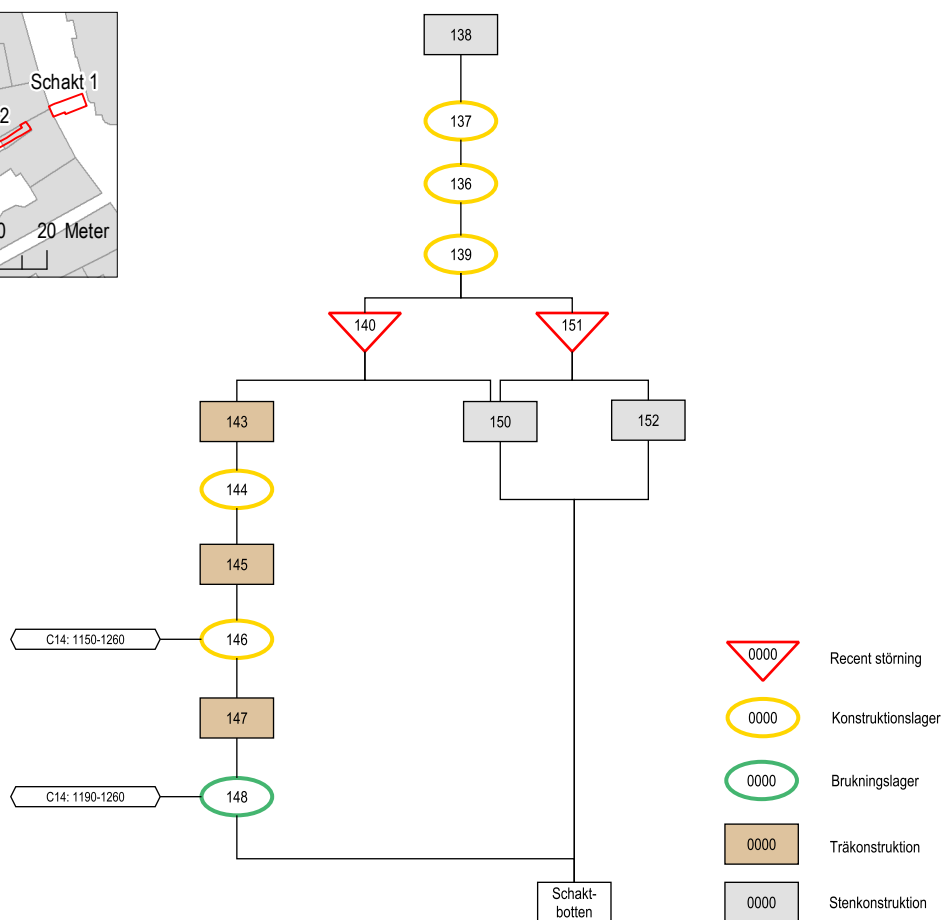 138
Schakt 1
2
137
136
0 20 Meter
139
140
151
143
150
152
144
145
C14: 1150-1260
146
0000 Recent störning
147
0000 Konstruktionslager
0000 Brukningslager
C14: 1190-1260
148
0000 Träkonstruktion
0000 Stenkonstruktion
Schakt-
botten